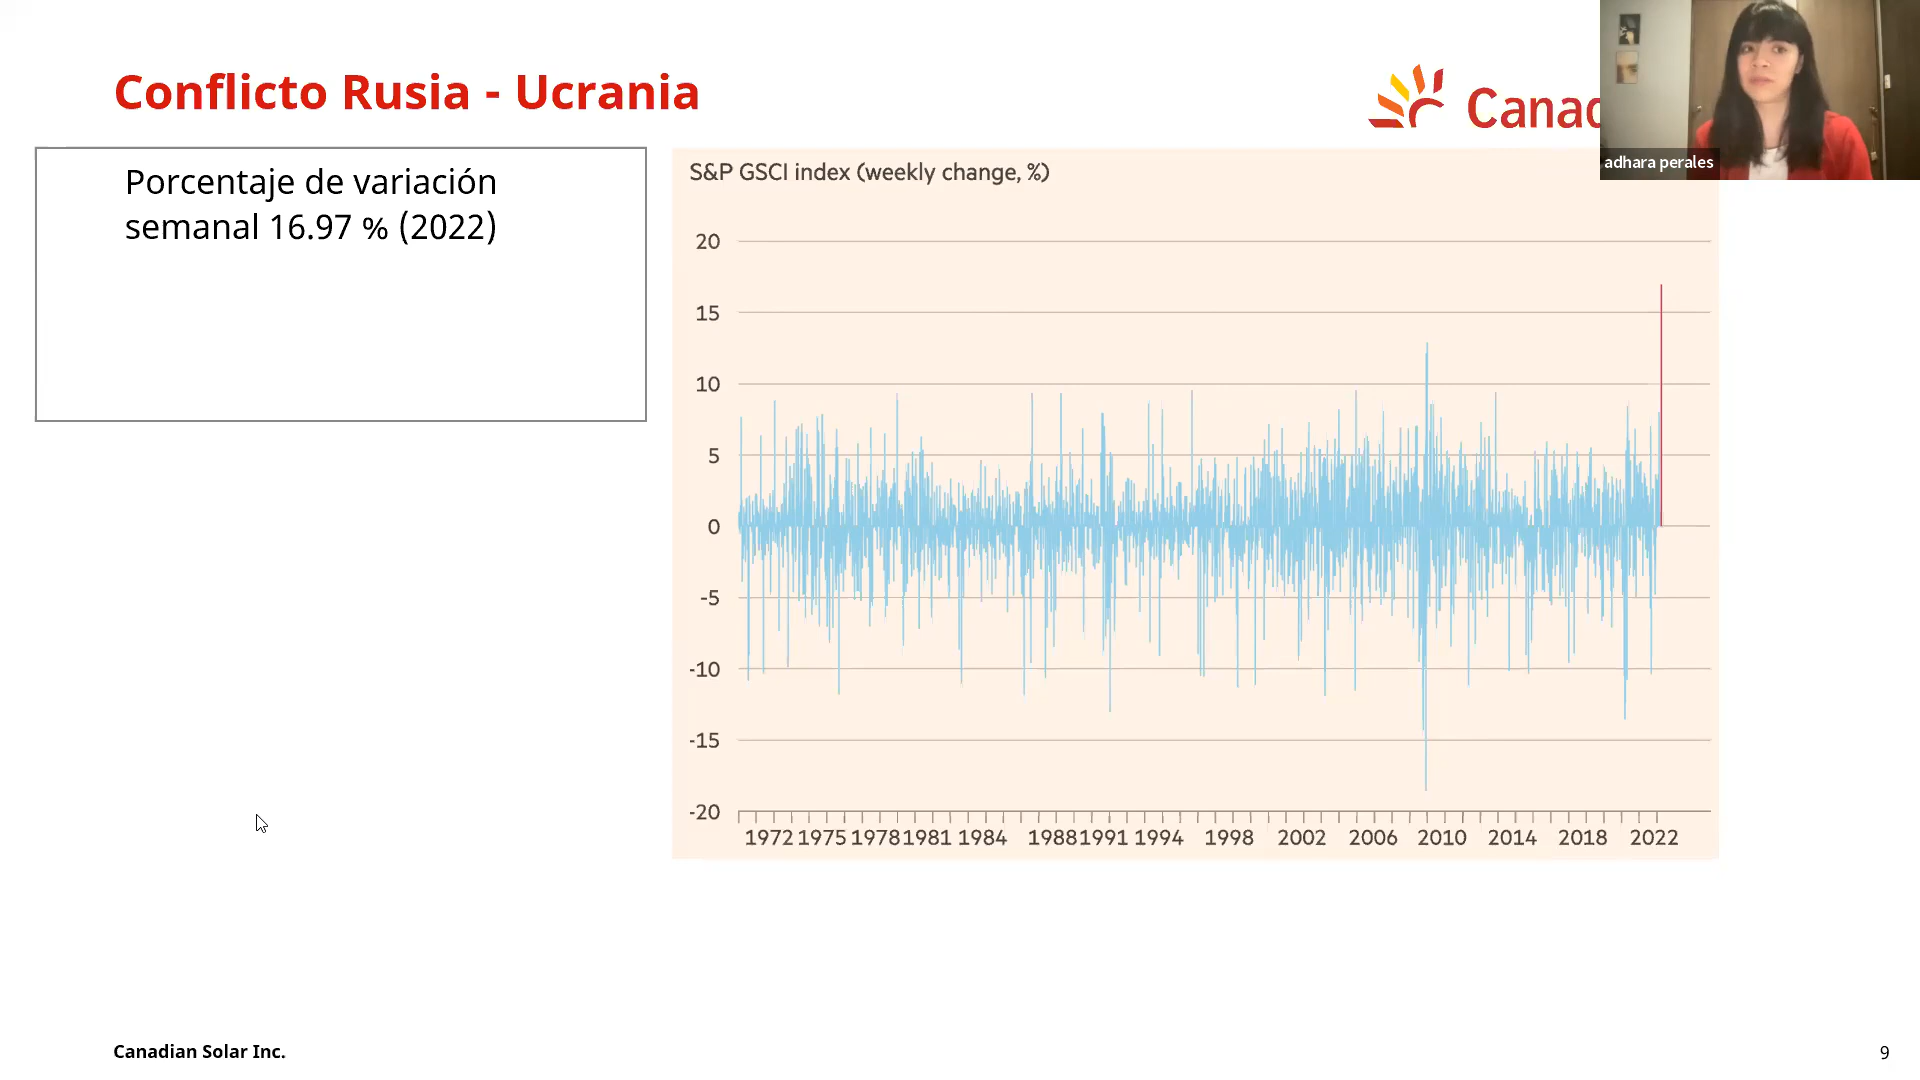 Conflicto Rusia - Ucrania
Porcentaje de variación
semanal 16.97 % (2022)
adhara perales
S&P GSCI index (weekly change, %)
20
15
10
5
0
-5
-10
-15
-20
1972 1975 1978 1981 1984 1988 1991 1994 1998 2002 2006 2010 2014 2018 2022
Canadian Solar Inc.
9